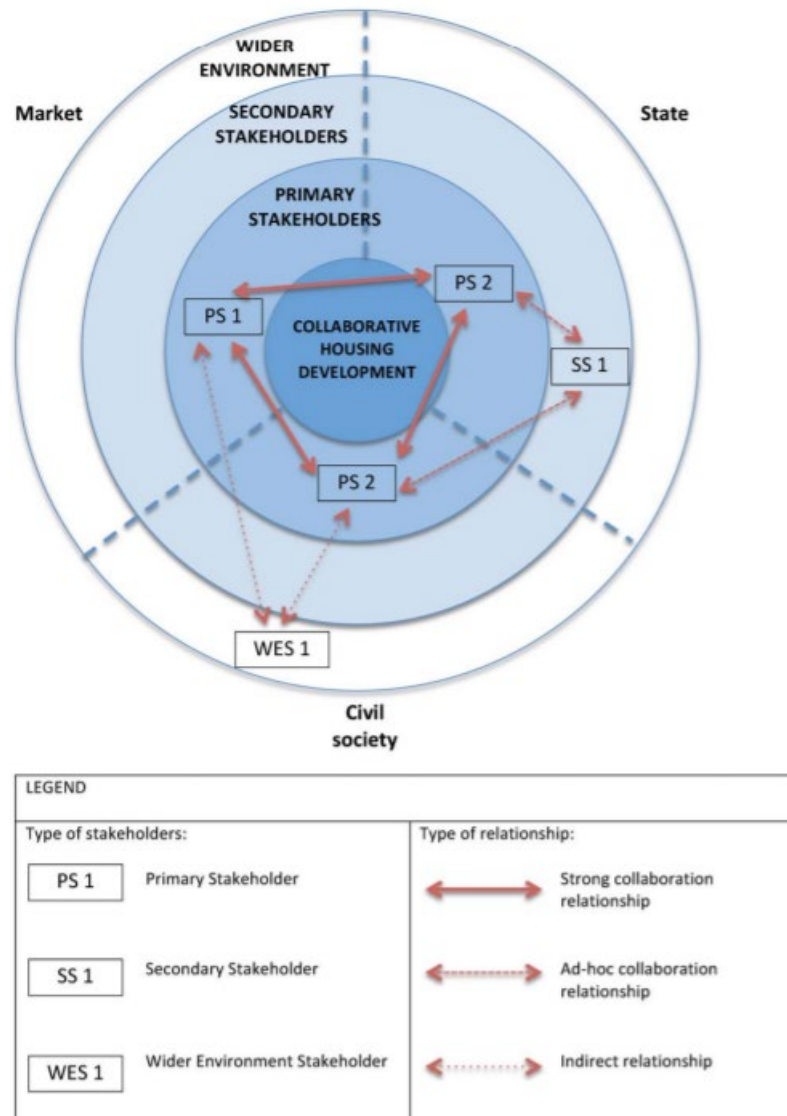 WIDER
ENVIRONMENT
Market
State
SECONDARY
STAKEHOLDERS
PRIMARY
STAKEHOLDERS
PS 2
PS 1
COLLABORATIVE
HOUSING
DEVELOPMENT
SS 1
PS 2
WES 1
Civil
society
LEGEND
Type of stakeholders:
PS 1 Primary Stakeholder
SS 1 Secondary Stakeholder
WES 1 Wider Environment Stakeholder
Type of relationship:
Strong collaboration
relationship
Ad-hoc collaboration
relationship
Indirect relationship